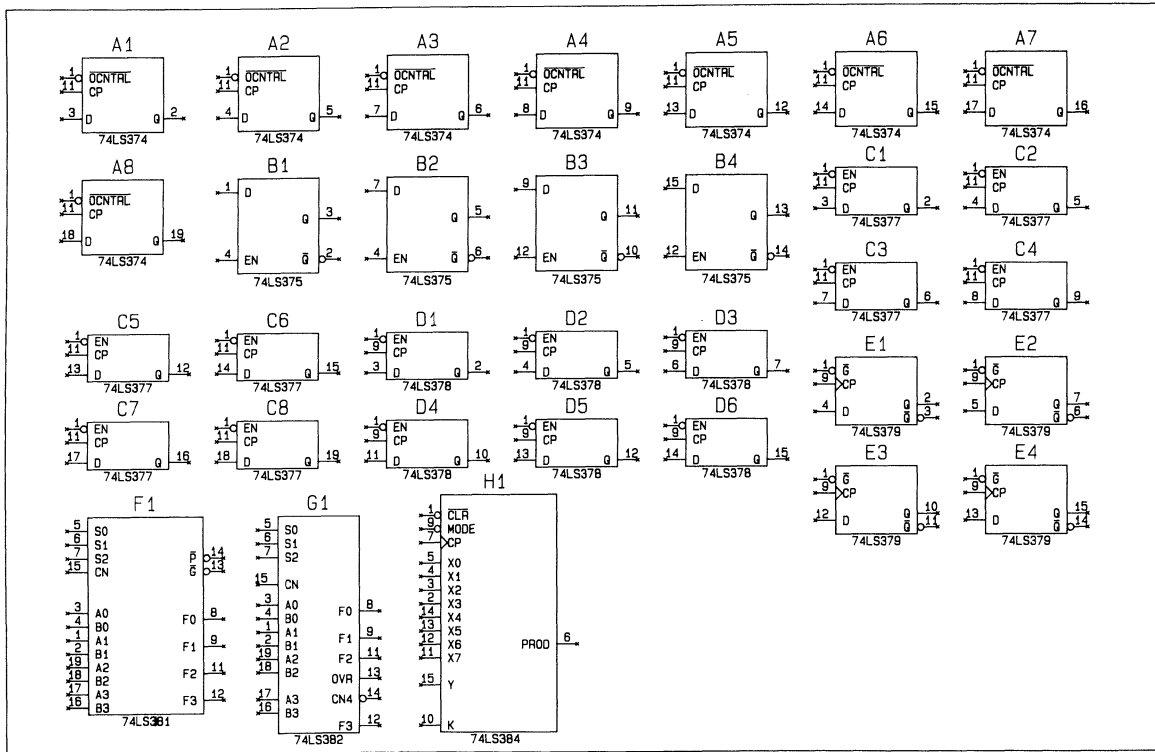 A1 A2 A3 A4 A5 A6 A7
1 OCNTRL 11 CP 3 D Q 2 74LS374
1 OCNTRL 11 CP 4 D Q 5 74LS374
1 OCNTRL 11 CP 7 D Q 6 74LS374
1 OCNTRL 11 CP 8 D Q 9 74LS374
1 OCNTRL 11 CP 13 D Q 12 74LS374
1 OCNTRL 11 CP 14 D Q 15 74LS374
1 OCNTRL 11 CP 17 D Q 16 74LS374
A8 B1 B2 B3 B4 C1 C2
1 OCNTRL 11 CP 18 D Q 19 74LS374
1 D Q 3 4 EN Q̅ 2 74LS375
7 D Q 5 4 EN Q̅ 6 74LS375
9 D Q 11 12 EN Q̅ 10 74LS375
15 D Q 13 12 EN Q̅ 14 74LS375
1 EN 11 CP 3 D Q 2 74LS377
1 EN 11 CP 4 D Q 5 74LS377
C3 C4
1 EN 11 CP 7 D Q 6 74LS377
1 EN 11 CP 8 D Q 9 74LS377
C5 C6 D1 D2 D3 E1 E2
1 EN 11 CP 13 D Q 12 74LS377
1 EN 11 CP 14 D Q 15 74LS377
1 EN 9 CP 3 D Q 2 74LS378
1 EN 9 CP 4 D Q 5 74LS378
1 EN 9 CP 6 D Q 7 74LS378
1 G̅ 9 CP 4 D Q 2 Q̅ 3 74LS379
1 G̅ 9 CP 5 D Q 7 Q̅ 6 74LS379
C7 C8 D4 D5 D6 E3 E4
1 EN 11 CP 17 D Q 16 74LS377
1 EN 11 CP 18 D Q 19 74LS377
1 EN 9 CP 11 D Q 10 74LS378
1 EN 9 CP 13 D Q 12 74LS378
1 EN 9 CP 14 D Q 15 74LS378
1 G̅ 9 CP 12 D Q 10 Q̅ 11 74LS379
1 G̅ 9 CP 13 D Q 15 Q̅ 14 74LS379
F1
5 S0
6 S1
7 S2 P̅ 14
15 CN G̅ 13
3 A0 F0 8
4 B0
1 A1 F1 9
2 B1
19 A2 F2 11
18 B2
17 A3 F3 12
16 B3
74LS381
G1
5 S0
6 S1
7 S2
15 CN
3 A0 F0 8
4 B0
1 A1 F1 9
2 B1
19 A2 F2 11
18 B2 OVR 13
17 A3 CN4 14
16 B3 F3 12
74LS382
H1
1 CLR
9 MODE
7 CP
5 X0
4 X1
3 X2
2 X3
14 X4
13 X5
12 X6 PROD 6
11 X7
15 Y
10 K
74LS384